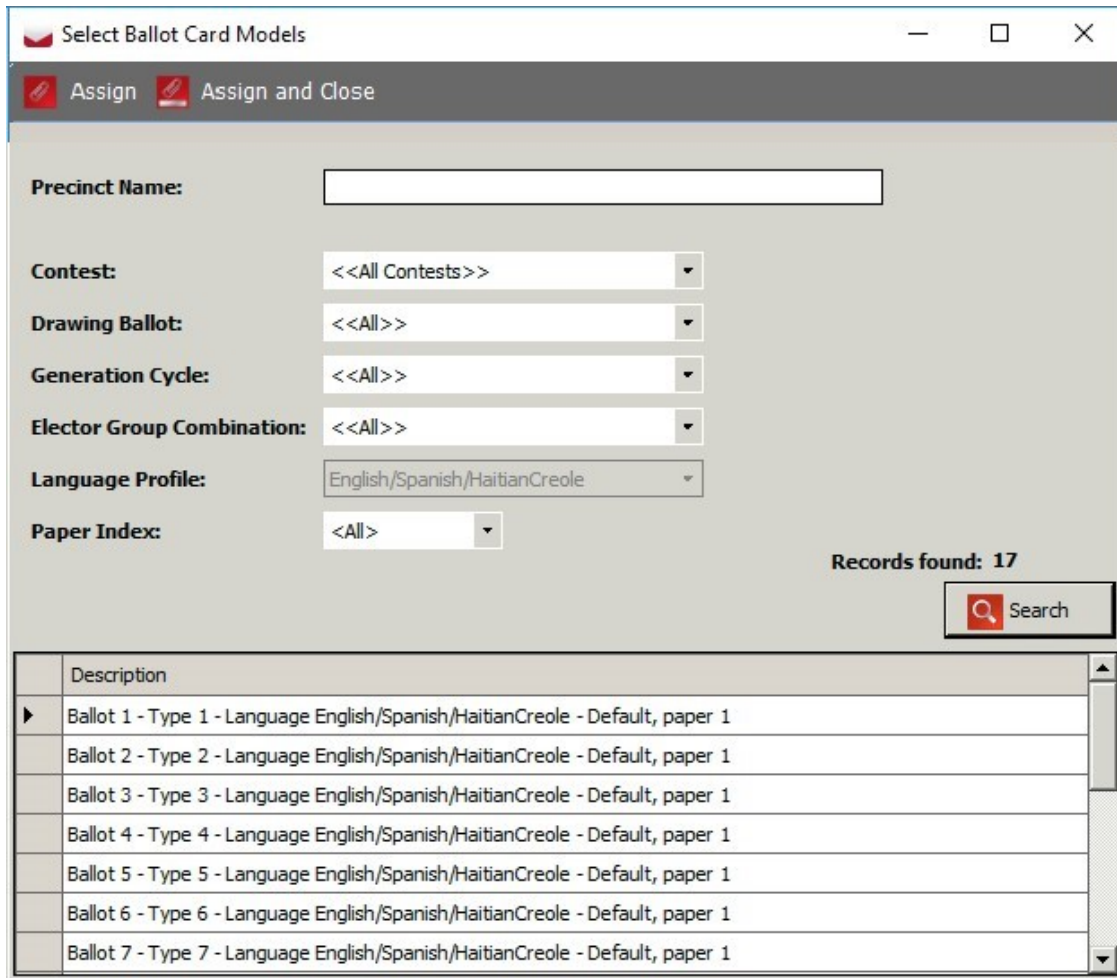 Select Ballot Card Models
Assign Assign and Close
Precinct Name:
Contest: <<All Contests>>
Drawing Ballot: <<All>>
Generation Cycle: <<All>>
Elector Group Combination: <<All>>
Language Profile: English/Spanish/HaitianCreole
Paper Index: <All>
Records found: 17
Search
Description
Ballot 1 - Type 1 - Language English/Spanish/HaitianCreole - Default, paper 1
Ballot 2 - Type 2 - Language English/Spanish/HaitianCreole - Default, paper 1
Ballot 3 - Type 3 - Language English/Spanish/HaitianCreole - Default, paper 1
Ballot 4 - Type 4 - Language English/Spanish/HaitianCreole - Default, paper 1
Ballot 5 - Type 5 - Language English/Spanish/HaitianCreole - Default, paper 1
Ballot 6 - Type 6 - Language English/Spanish/HaitianCreole - Default, paper 1
Ballot 7 - Type 7 - Language English/Spanish/HaitianCreole - Default, paper 1